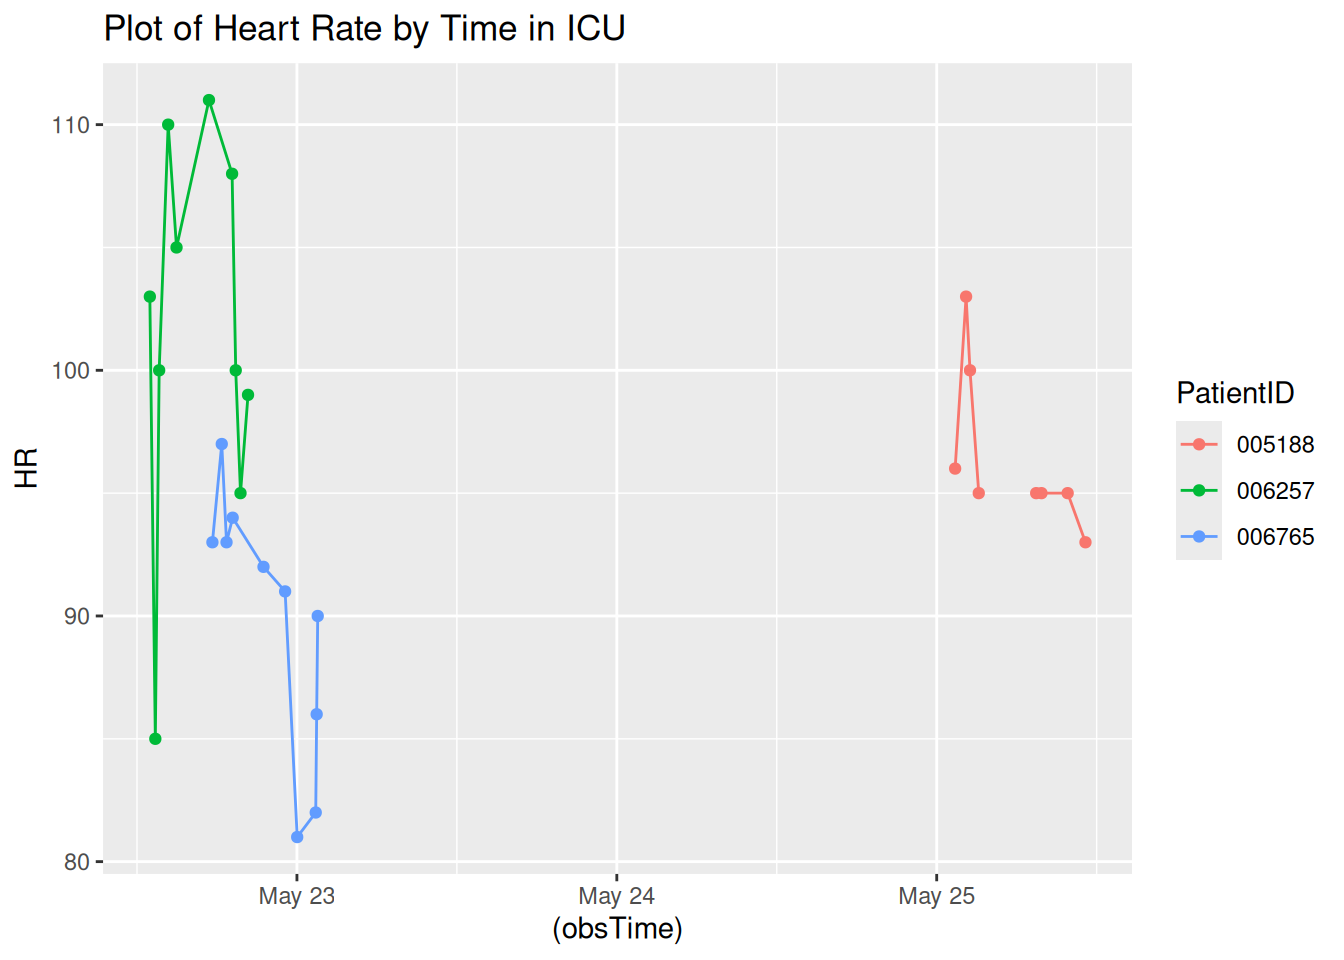 Plot of Heart Rate by Time in ICU
110
100
90
80
HR
May 23
May 24
May 25
(obsTime)
PatientID
005188
006257
006765